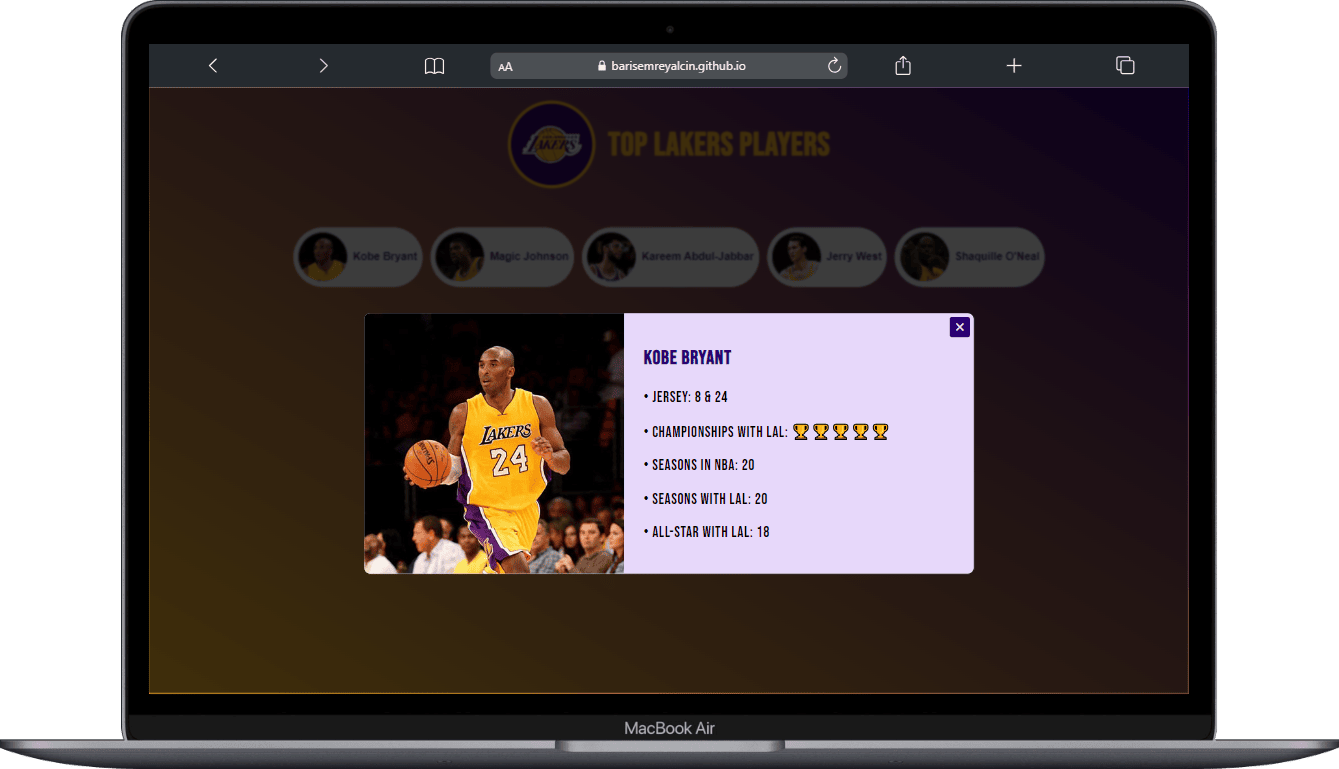 AA
barisemreyalcin.github.io
LAKERS
TOP LAKERS PLAYERS
Kobe Bryant
Magic Johnson
Kareem Abdul-Jabbar
Jerry West
Shaquille O'Neal
KOBE BRYANT
• JERSEY: 8 & 24
• CHAMPIONSHIPS WITH LAL: 🏆🏆🏆🏆🏆
• SEASONS IN NBA: 20
• SEASONS WITH LAL: 20
• ALL-STAR WITH LAL: 18
LAKERS
24
SPALDING
MacBook Air